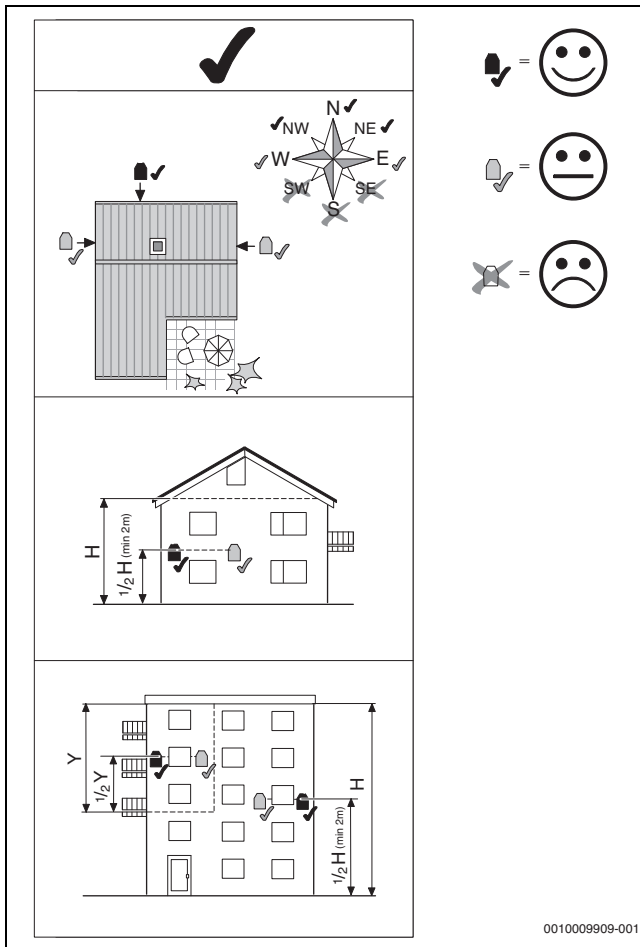 N
NW NE
W E
SW SE
S
=
=
=
H
1/2 H (min 2m)
Y
1/2 Y
1/2 H (min 2m)
H
0010009909-001